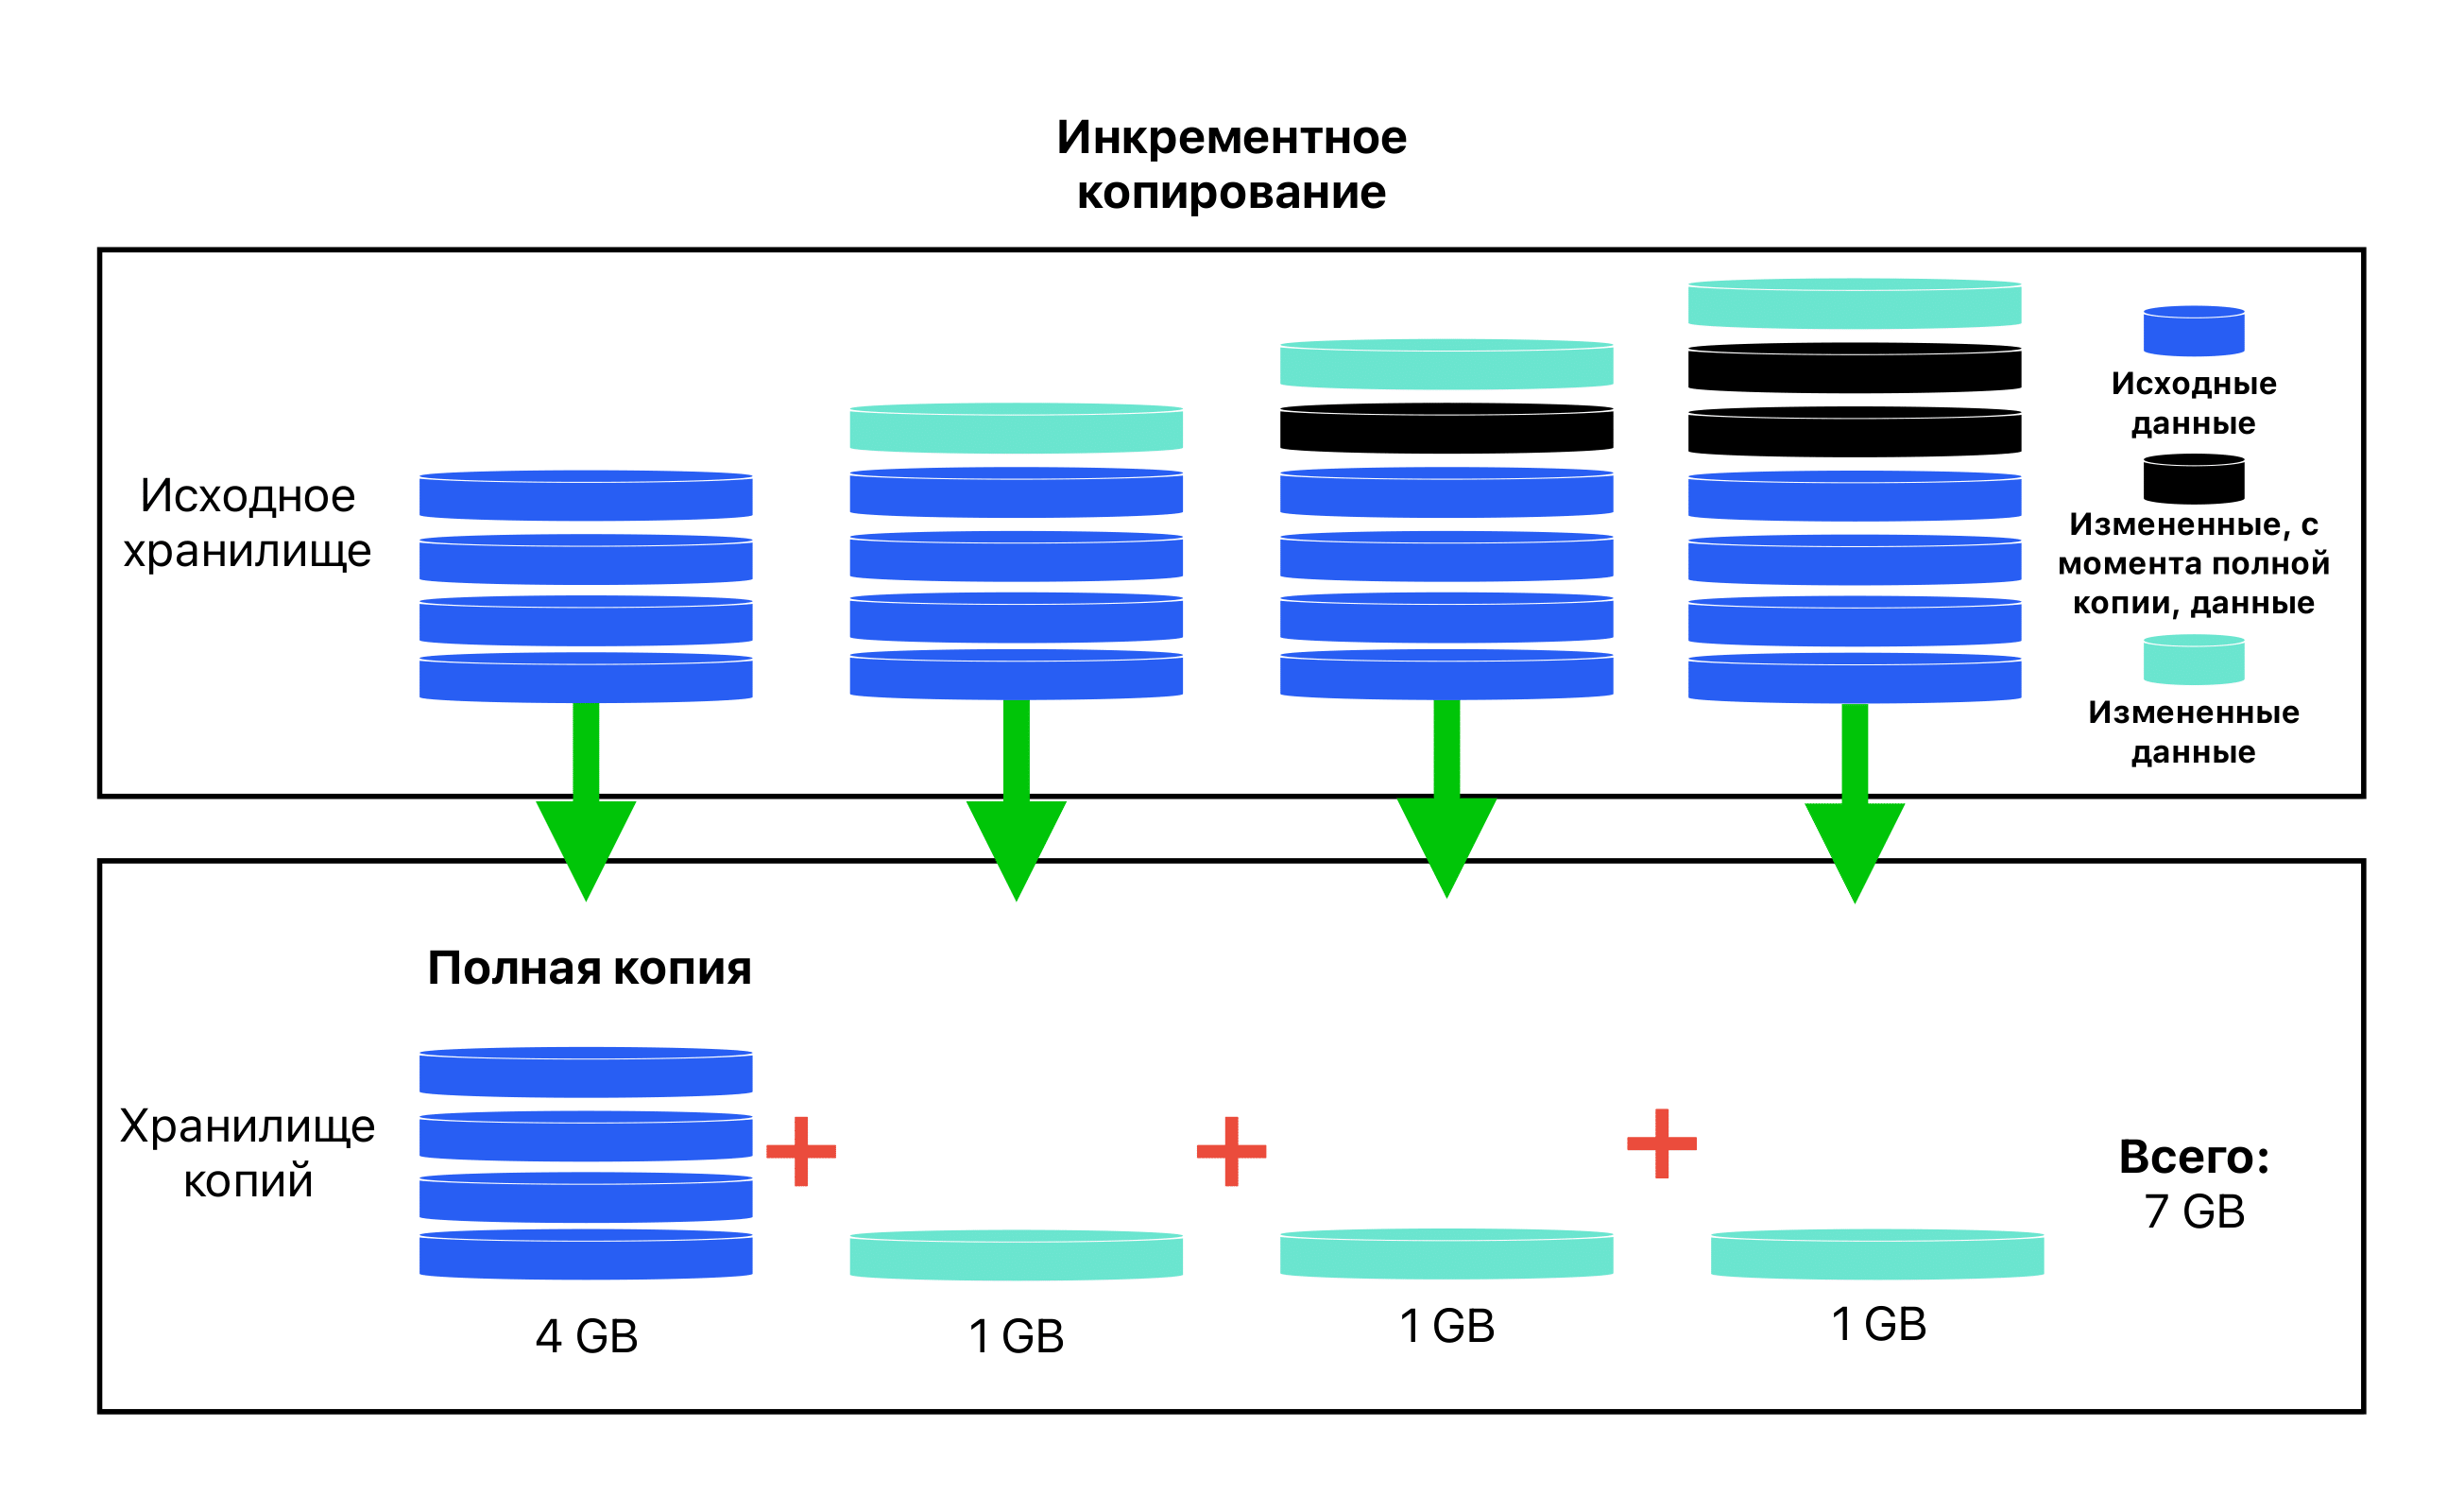 Инкрементное
копирование
Исходное
хранилище
Исходные
данные
Измененные, с
момента полной
копии, данные
Измененные
данные
Полная копия
Хранилище
копий
Всего:
7 GB
4 GB
1 GB
1 GB
1 GB